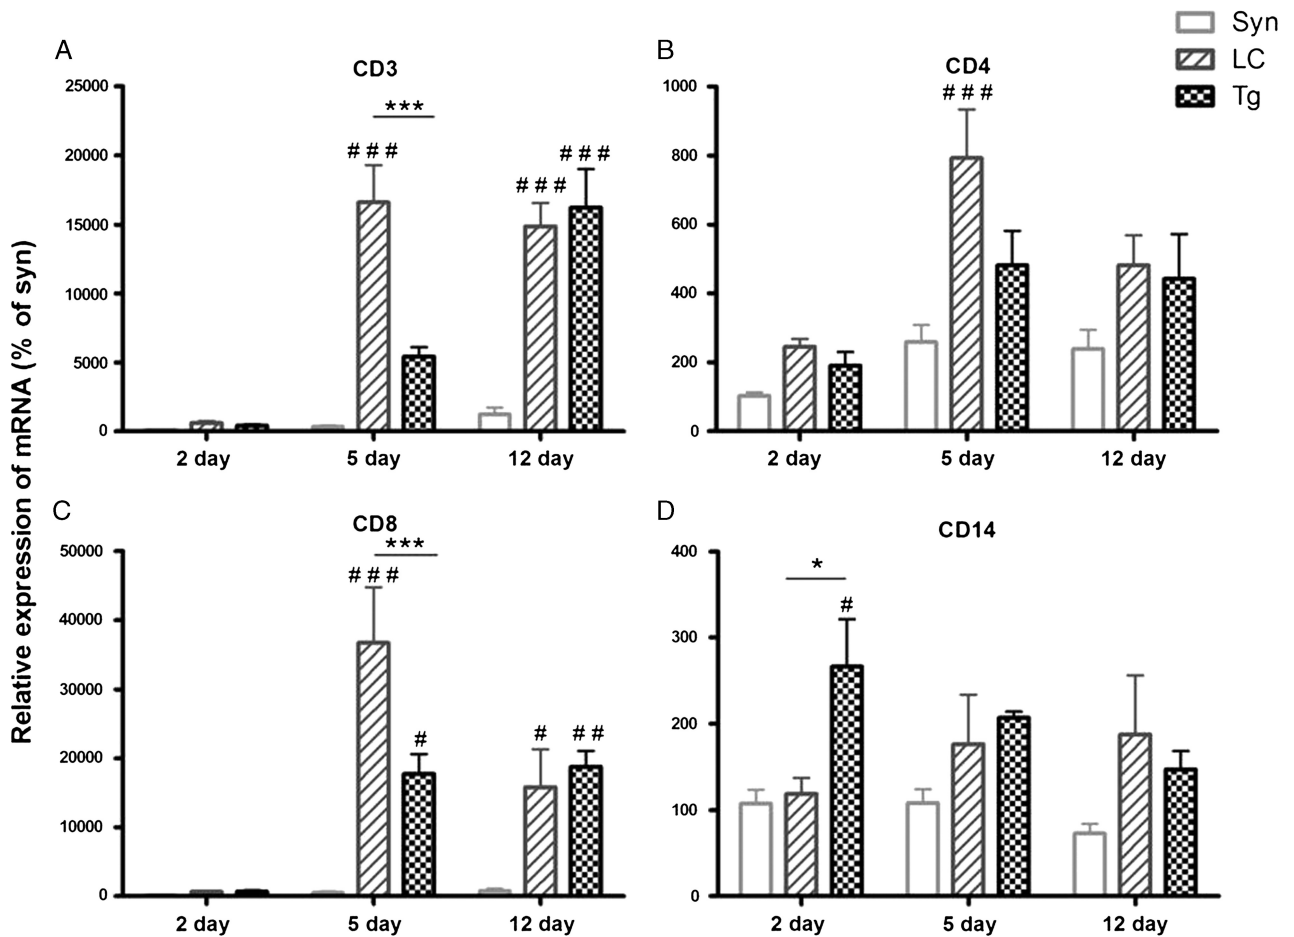 Syn
LC
Tg
Relative expression of mRNA (% of syn)
A
CD3
25000
20000
15000
10000
5000
0
***
# # #
# # #
# # #
2 day
5 day
12 day
B
CD4
1000
800
600
400
200
0
# # #
2 day
5 day
12 day
C
CD8
50000
40000
30000
20000
10000
0
***
# # #
#
#
# #
2 day
5 day
12 day
D
CD14
400
300
200
100
0
*
#
2 day
5 day
12 day